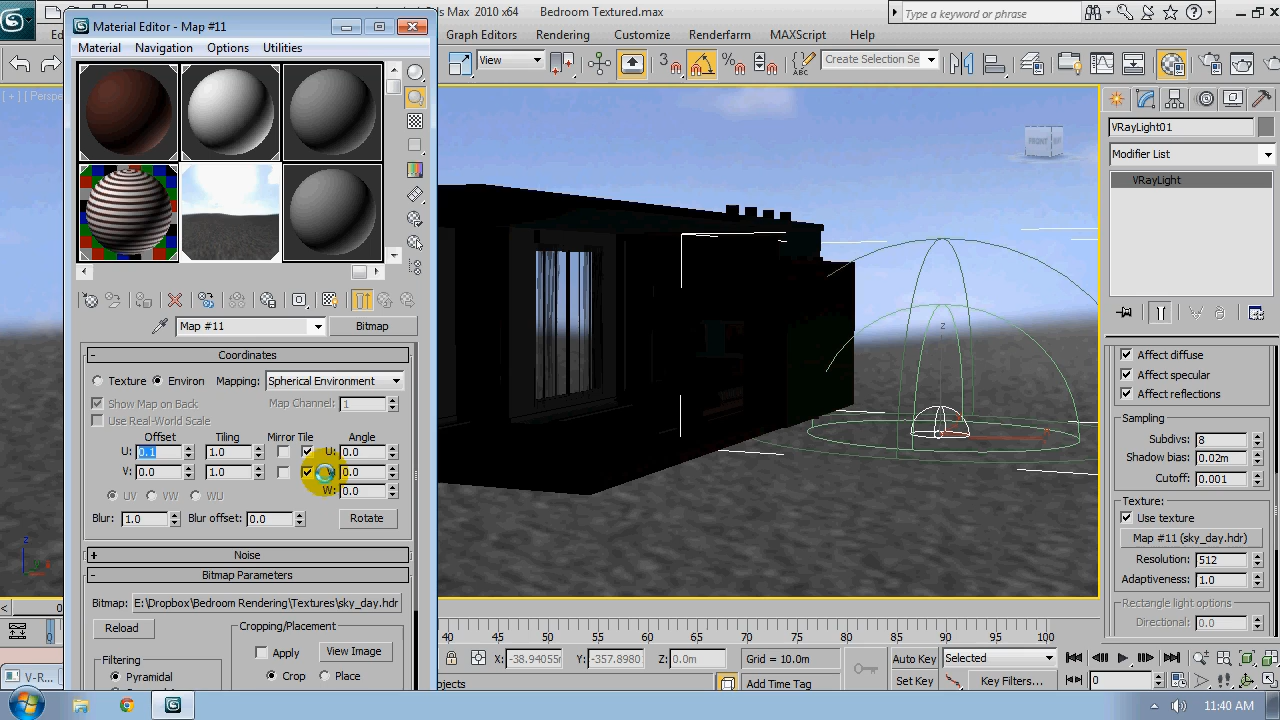 Material Editor - Map #11
ds Max 2010 x64
Bedroom Textured.max
Type a keyword or phrase
Material Navigation Options Utilities
Graph Editors Rendering Customize Renderfarm MAXScript Help
View
3
Create Selection Se
[ + ] [ Perspe
FRONT
VRayLight01
Modifier List
VRayLight
z
Map #11
Bitmap
- Coordinates
Texture Environ Mapping: Spherical Environment
Show Map on Back Map Channel: 1
Use Real-World Scale
Offset Tiling Mirror Tile Angle
U: 0.1 1.0 U: 0.0
V: 0.0 1.0 0.0
UV VW WU W: 0.0
Blur: 1.0 Blur offset: 0.0 Rotate
+ Noise
- Bitmap Parameters
Bitmap: E:\Dropbox\Bedroom Rendering\Textures\sky_day.hdr
Reload
Cropping/Placement
Apply View Image
Filtering
Pyramidal
Crop Place
Affect diffuse
Affect specular
Affect reflections
Sampling
Subdivs: 8
Shadow bias: 0.02m
Cutoff: 0.001
Texture:
Use texture
Map #11 (sky_day.hdr)
Resolution: 512
Adaptiveness: 1.0
Rectangle light options
Directional: 0.0
z
< 0
40 45 50 55 60 65 70 75 80 85 90 95 100
X: -38.9405 Y: -357.8980 Z: 0.0m Grid = 10.0m
Auto Key Selected
ojects Add Time Tag
Set Key Key Filters... 0
V-R...
11:40 AM